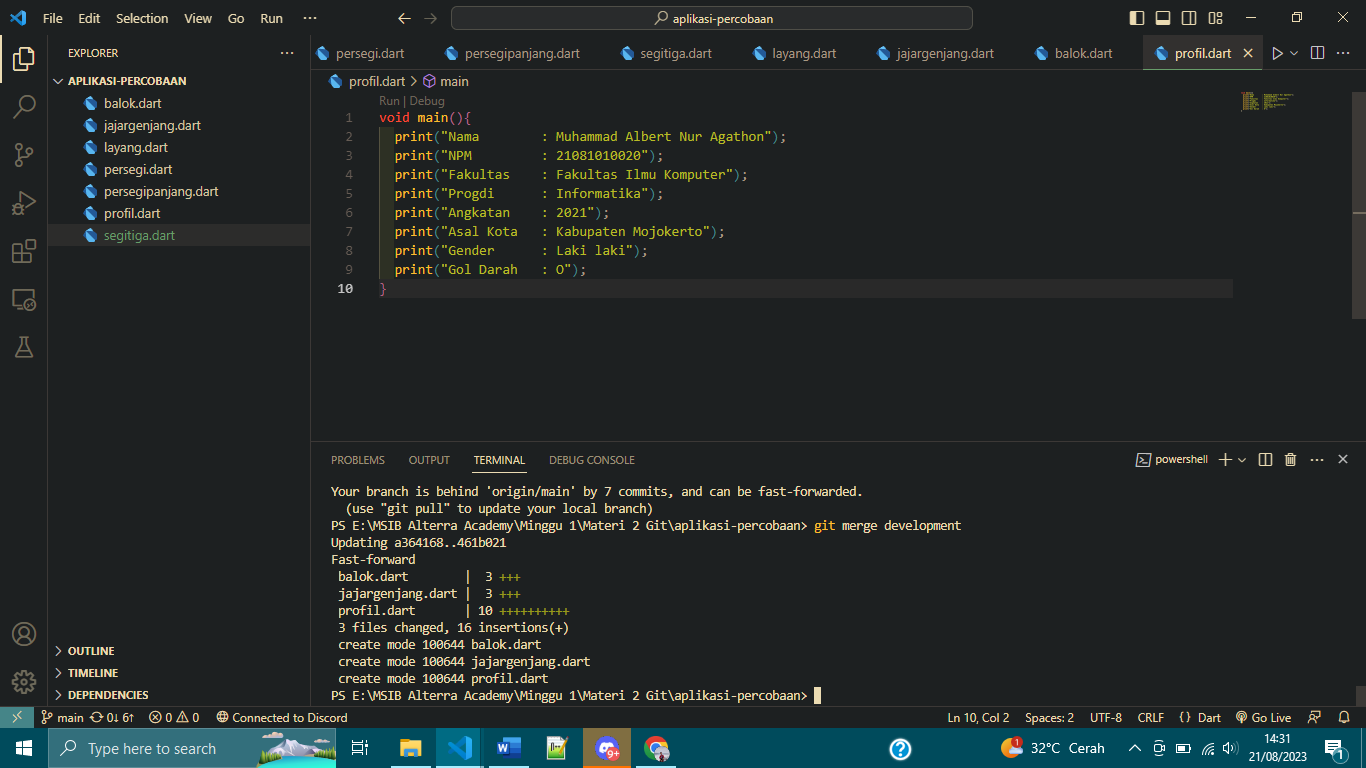 File Edit Selection View Go Run ··· aplikasi-percobaan
EXPLORER ···
APLIKASI-PERCOBAAN
balok.dart
jajargenjang.dart
layang.dart
persegi.dart
persegipanjang.dart
profil.dart
segitiga.dart
OUTLINE
TIMELINE
DEPENDENCIES
persegi.dart persegipanjang.dart segitiga.dart layang.dart jajargenjang.dart balok.dart profil.dart
profil.dart > main
Run | Debug
1 void main(){
2 print("Nama        : Muhammad Albert Nur Agathon");
3 print("NPM         : 21081010020");
4 print("Fakultas    : Fakultas Ilmu Komputer");
5 print("Progdi      : Informatika");
6 print("Angkatan    : 2021");
7 print("Asal Kota   : Kabupaten Mojokerto");
8 print("Gender      : Laki laki");
9 print("Gol Darah   : O");
10 }
PROBLEMS OUTPUT TERMINAL DEBUG CONSOLE powershell
Your branch is behind 'origin/main' by 7 commits, and can be fast-forwarded.
(use "git pull" to update your local branch)
PS E:\MSIB Alterra Academy\Minggu 1\Materi 2 Git\aplikasi-percobaan> git merge development
Updating a364168..461b021
Fast-forward
balok.dart        |  3 +++
jajargenjang.dart |  3 +++
profil.dart       | 10 ++++++++++
3 files changed, 16 insertions(+)
create mode 100644 balok.dart
create mode 100644 jajargenjang.dart
create mode 100644 profil.dart
PS E:\MSIB Alterra Academy\Minggu 1\Materi 2 Git\aplikasi-percobaan>
main 0↓ 6↑ 0 0 Connected to Discord Ln 10, Col 2 Spaces: 2 UTF-8 CRLF {} Dart Go Live
Type here to search 9+ 1 32°C Cerah 14:31
21/08/2023 1